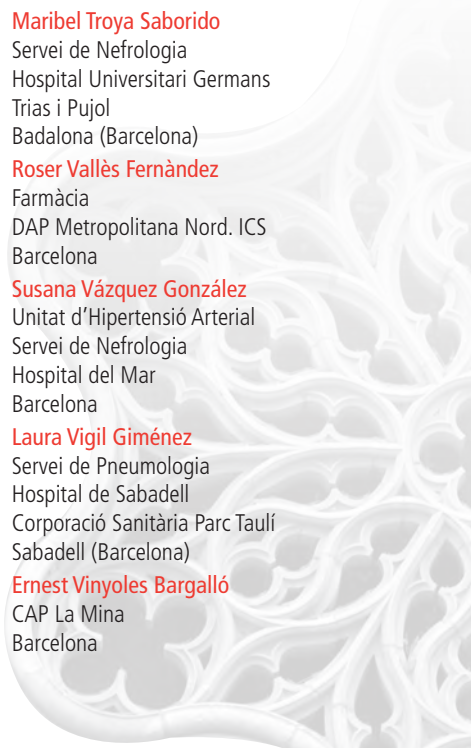 Maribel Troya Saborido
Servei de Nefrologia
Hospital Universitari Germans
Trias i Pujol
Badalona (Barcelona)
Roser Vallès Fernàndez
Farmàcia
DAP Metropolitana Nord. ICS
Barcelona
Susana Vázquez González
Unitat d’Hipertensió Arterial
Servei de Nefrologia
Hospital del Mar
Barcelona
Laura Vigil Giménez
Servei de Pneumologia
Hospital de Sabadell
Corporació Sanitària Parc Taulí
Sabadell (Barcelona)
Ernest Vinyoles Bargalló
CAP La Mina
Barcelona